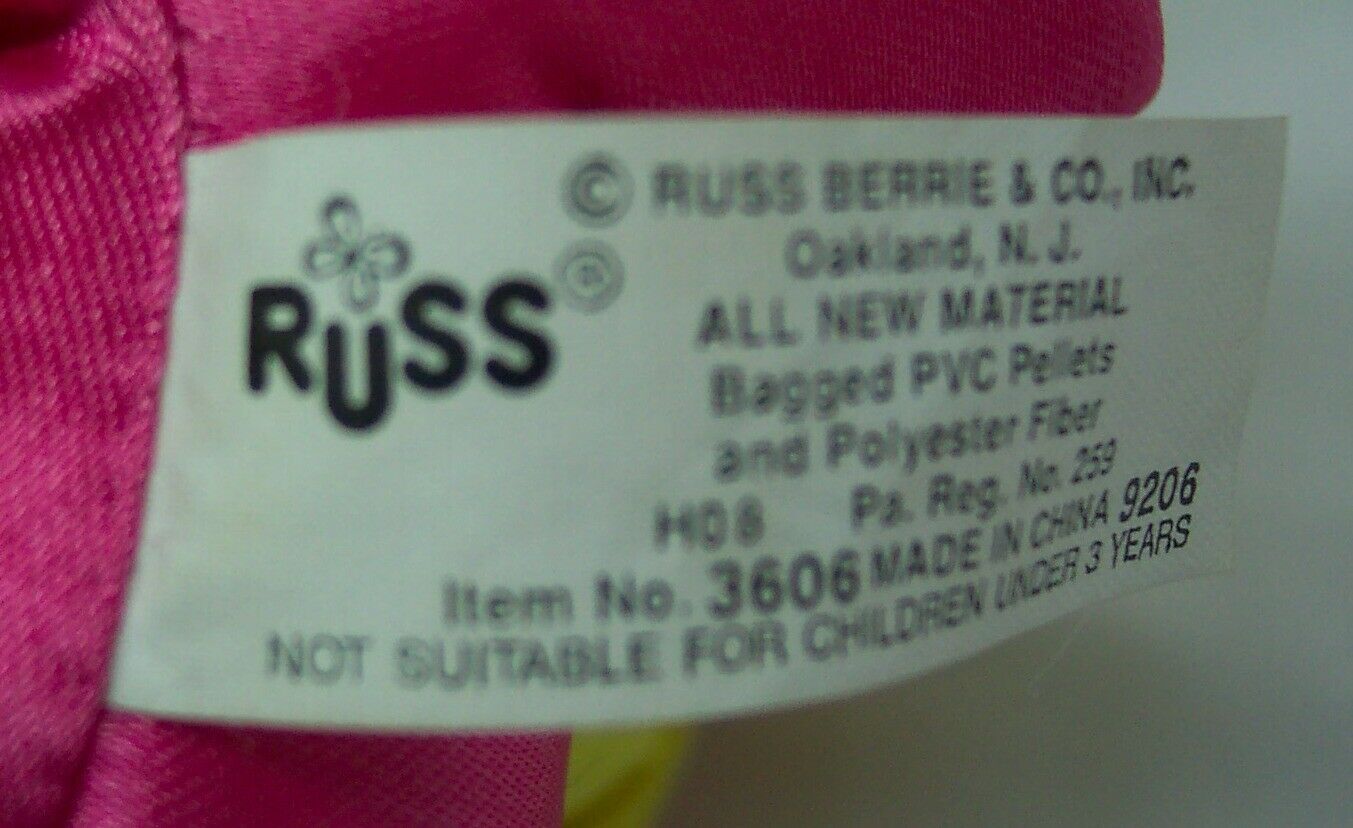 RUSS®
© RUSS BERRIE & CO., INC.
Oakland, N.J.
ALL NEW MATERIAL
Bagged PVC Pellets
and Polyester Fiber
H08 Pa. Reg. No. 259
Item No. 3606 MADE IN CHINA 9206
NOT SUITABLE FOR CHILDREN UNDER 3 YEARS